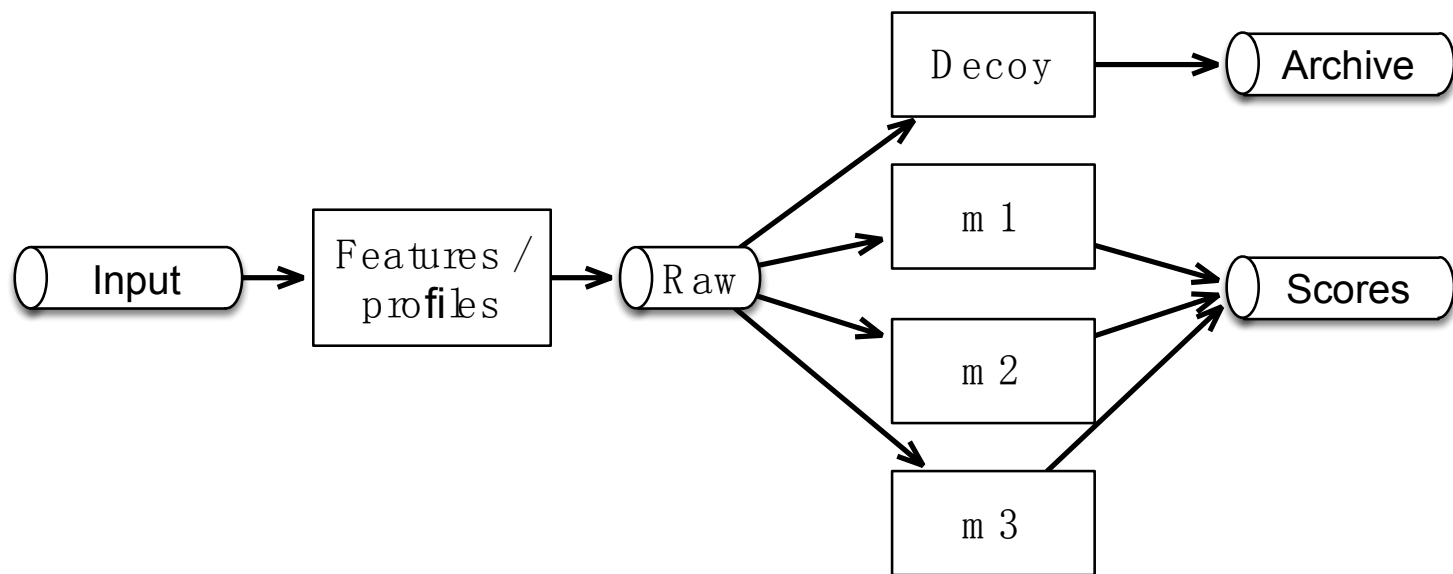 Decoy
Archive
m1
Input
Features /
profiles
Raw
Scores
m2
m3